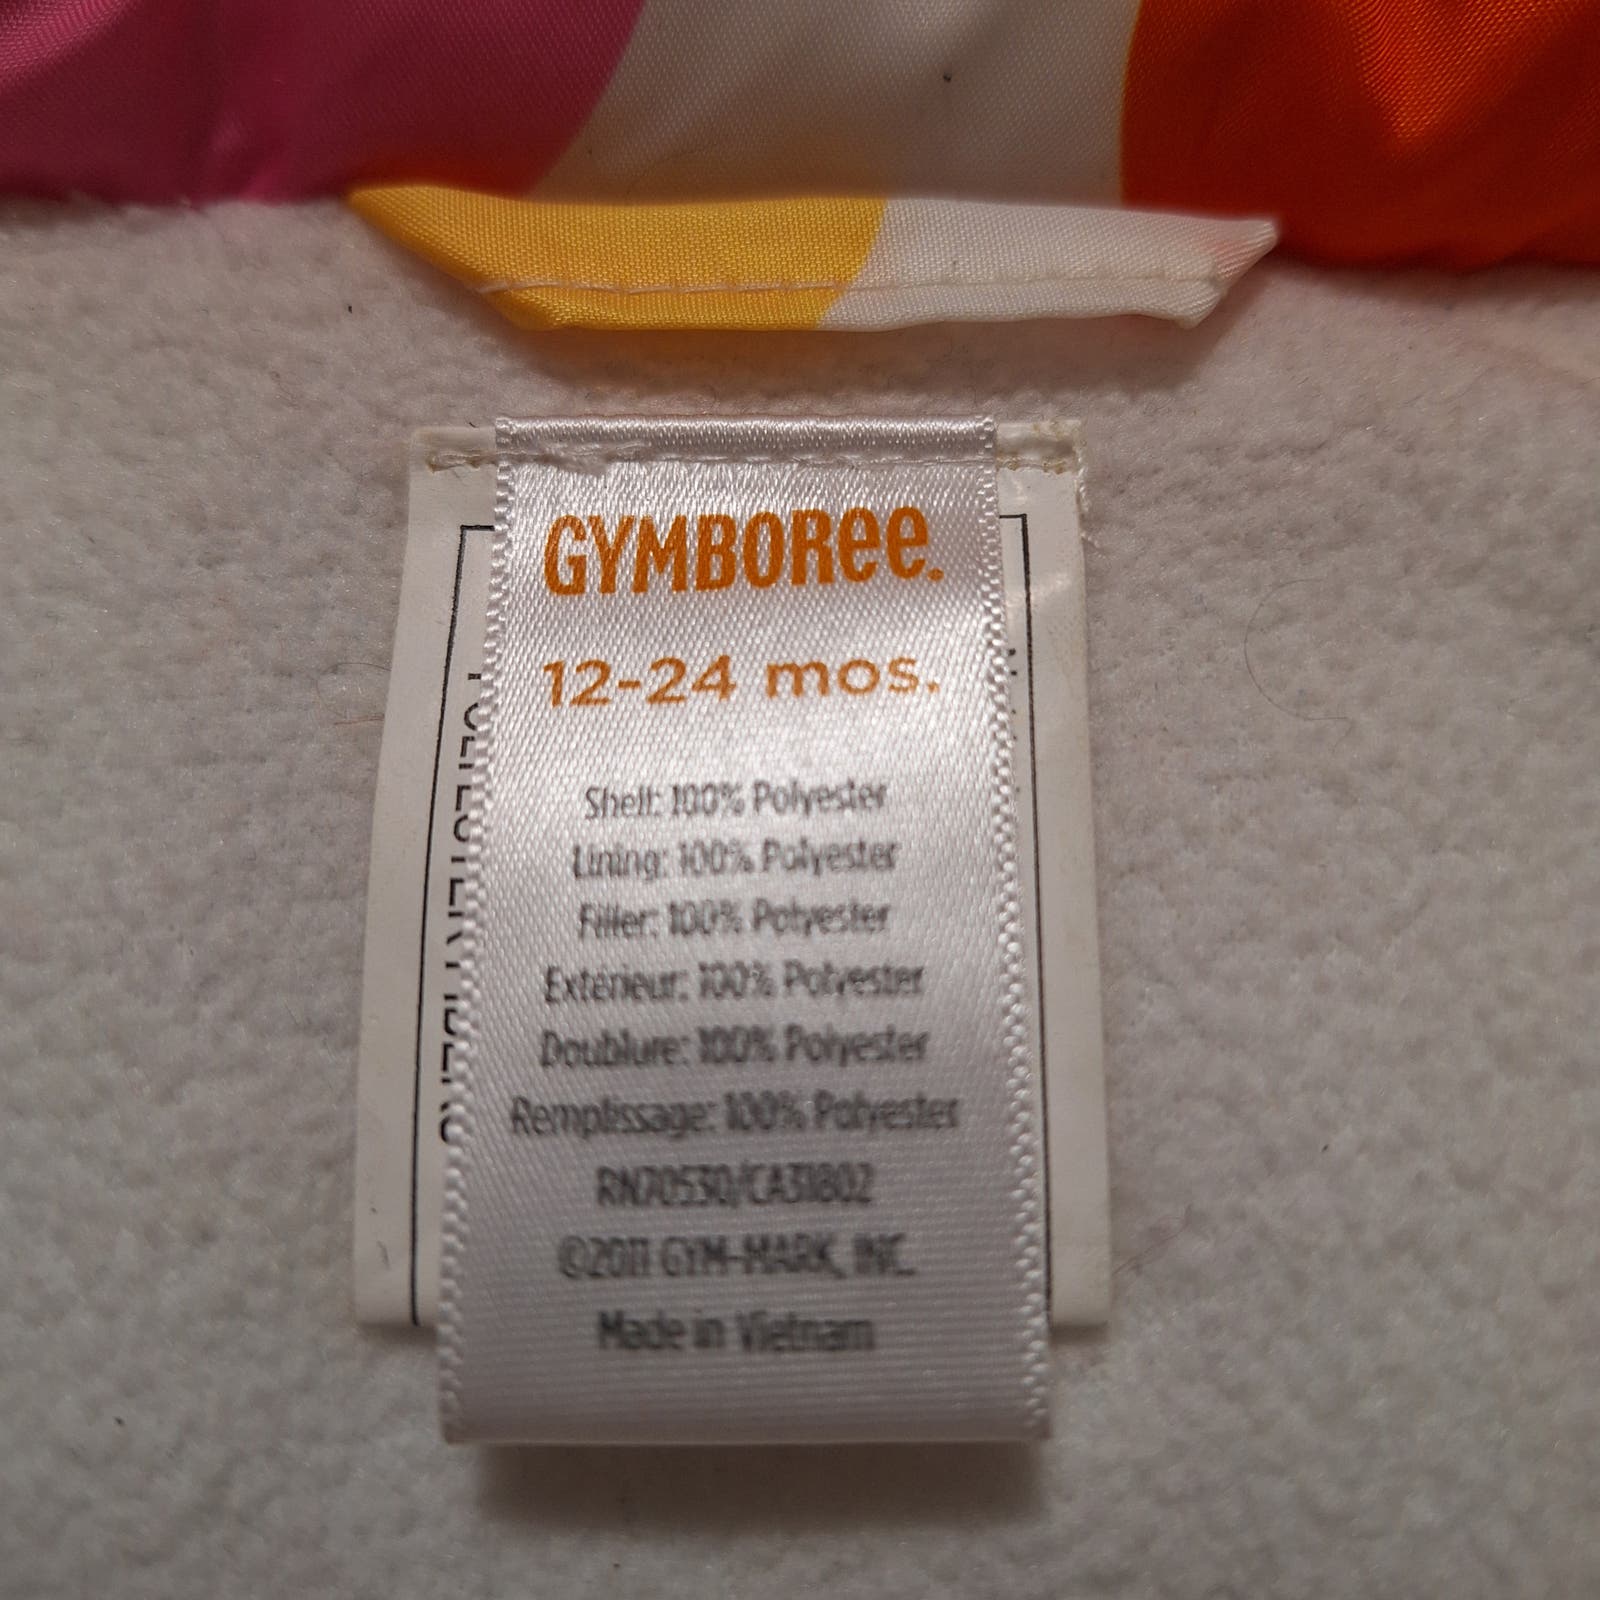 GYMBORee.
12-24 mos.
Shell: 100% Polyester
Lining: 100% Polyester
Filler: 100% Polyester
Extérieur: 100% Polyester
Doublure: 100% Polyester
Remplissage: 100% Polyester
RN70530/CA31802
©2011 GYM-MARK, INC.
Made in Vietnam